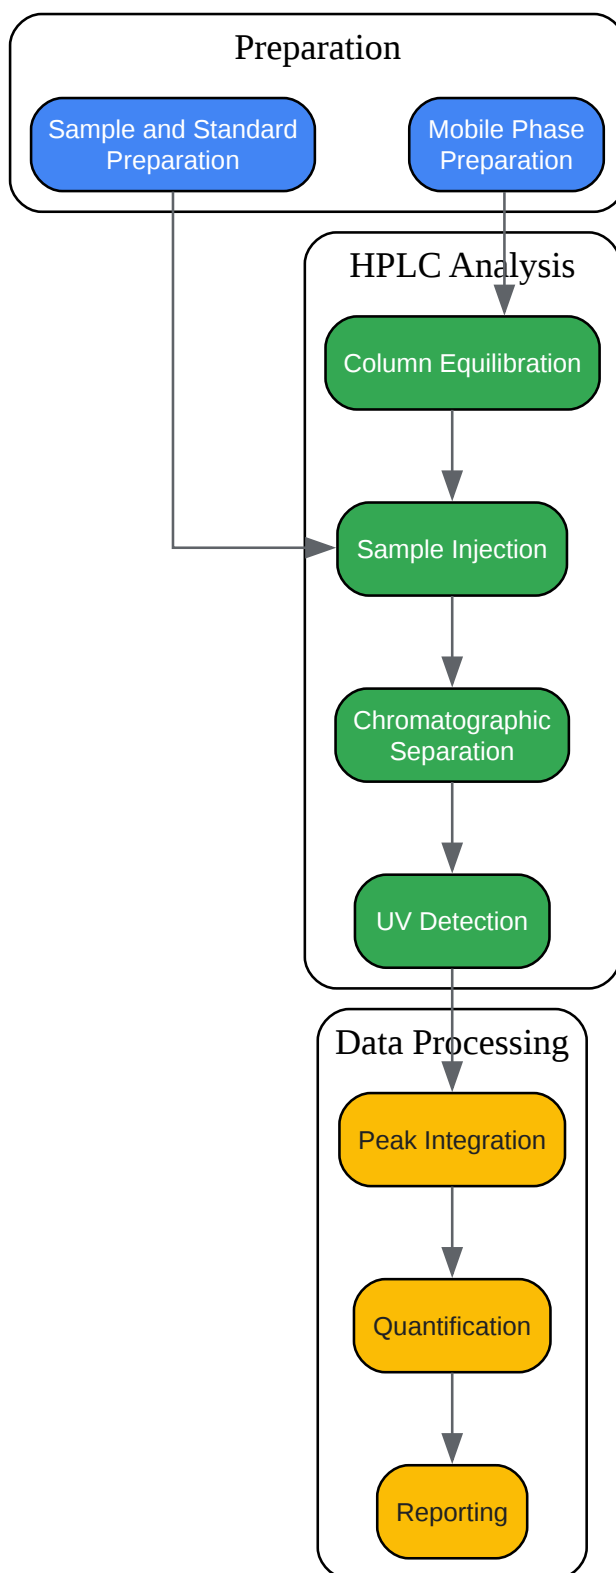 Preparation
Sample and Standard
Preparation
Mobile Phase
Preparation
HPLC Analysis
Column Equilibration
Sample Injection
Chromatographic
Separation
UV Detection
Data Processing
Peak Integration
Quantification
Reporting